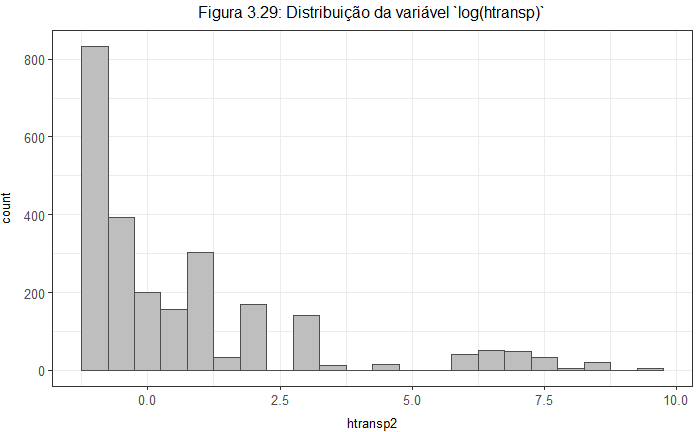 Figura 3.29: Distribuição da variável `log(htransp)`
800
600
400
200
0
count
0.0 2.5 5.0 7.5 10.0
htransp2